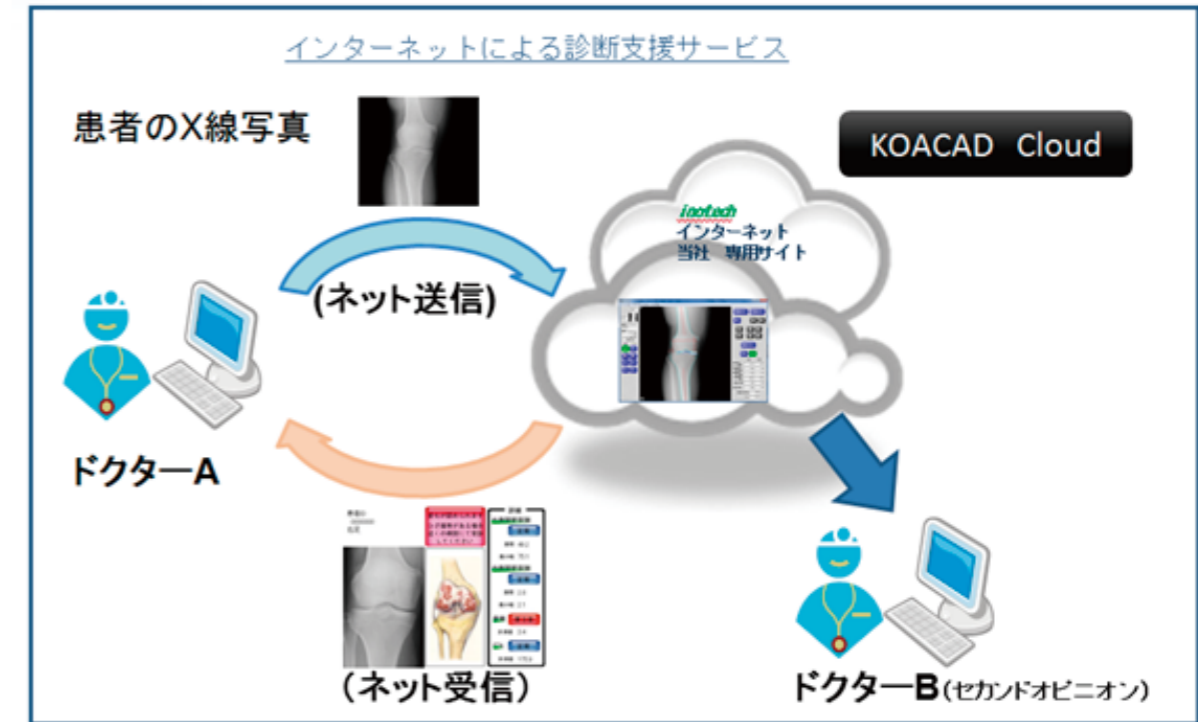 インターネットによる診断支援サービス
患者のX線写真
KOACAD Cloud
inotech
インターネット
当社 専用サイト
(ネット送信)
ドクターA
(ネット受信)
ドクターB(セカンドオピニオン)